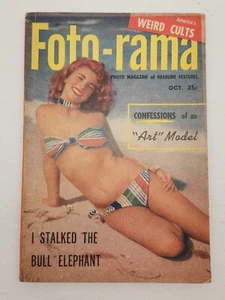 America's
WEIRD CULTS
Foto-rama
PHOTO MAGAZINE of HEADLINE FEATURES
OCT. 25¢
CONFESSIONS of an
"Art" Model
I STALKED THE
BULL ELEPHANT